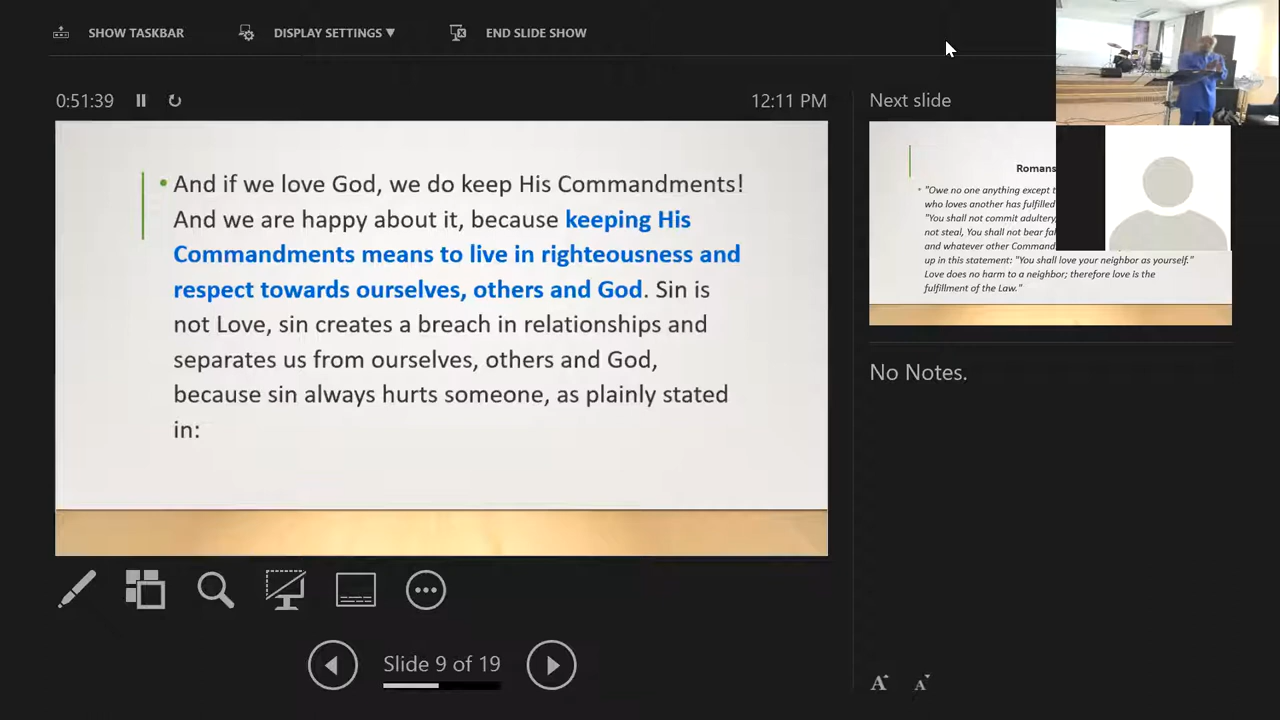 SHOW TASKBAR
DISPLAY SETTINGS ▼
END SLIDE SHOW
0:51:39
12:11 PM
• And if we love God, we do keep His Commandments!
And we are happy about it, because keeping His
Commandments means to live in righteousness and
respect towards ourselves, others and God. Sin is
not Love, sin creates a breach in relationships and
separates us from ourselves, others and God,
because sin always hurts someone, as plainly stated
in:
Slide 9 of 19
Next slide
Romans
• "Owe no one anything except
who loves another has fulfilled
"You shall not commit adultery,
not steal, You shall not bear
and whatever other
up in this statement: "You shall love your neighbor as yourself."
Love does no harm to a neighbor; therefore love is the
fulfillment of the Law."
No Notes.
A A